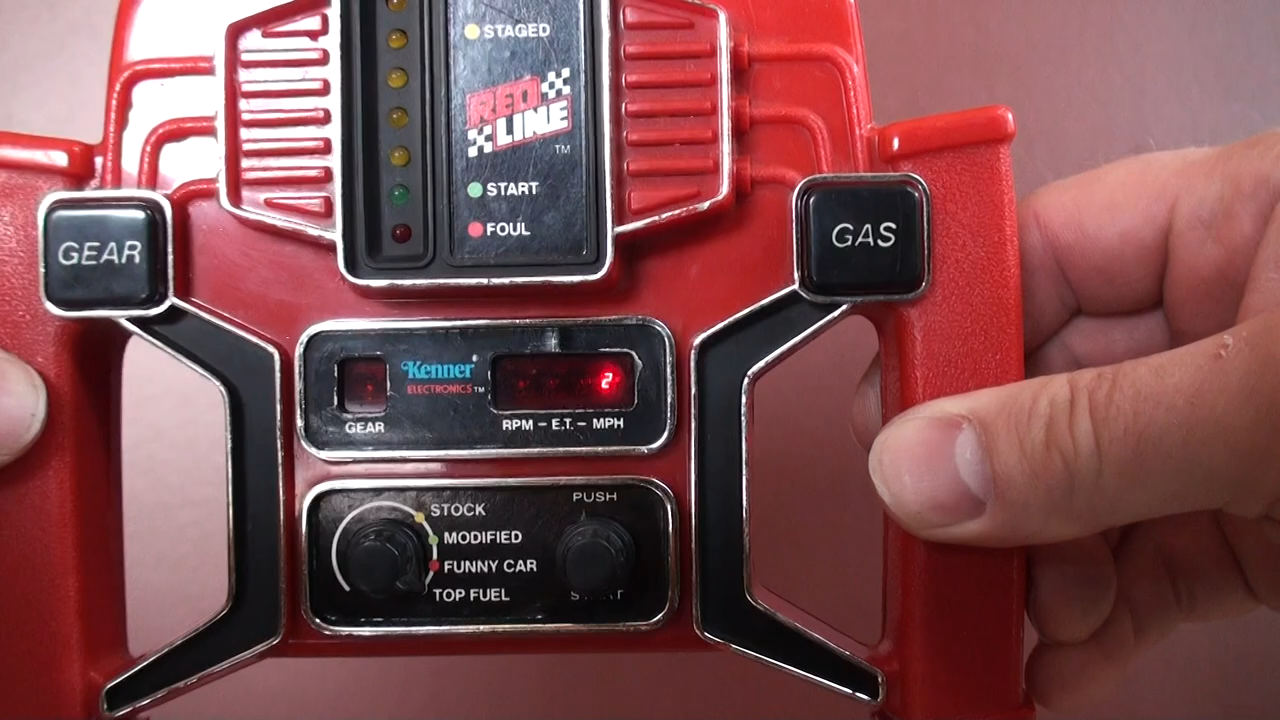 STAGED
RED
LINE
TM
START
FOUL
GEAR
GAS
Kenner
ELECTRONICS TM
2
GEAR
RPM – E.T. – MPH
PUSH
STOCK
MODIFIED
FUNNY CAR
TOP FUEL
START